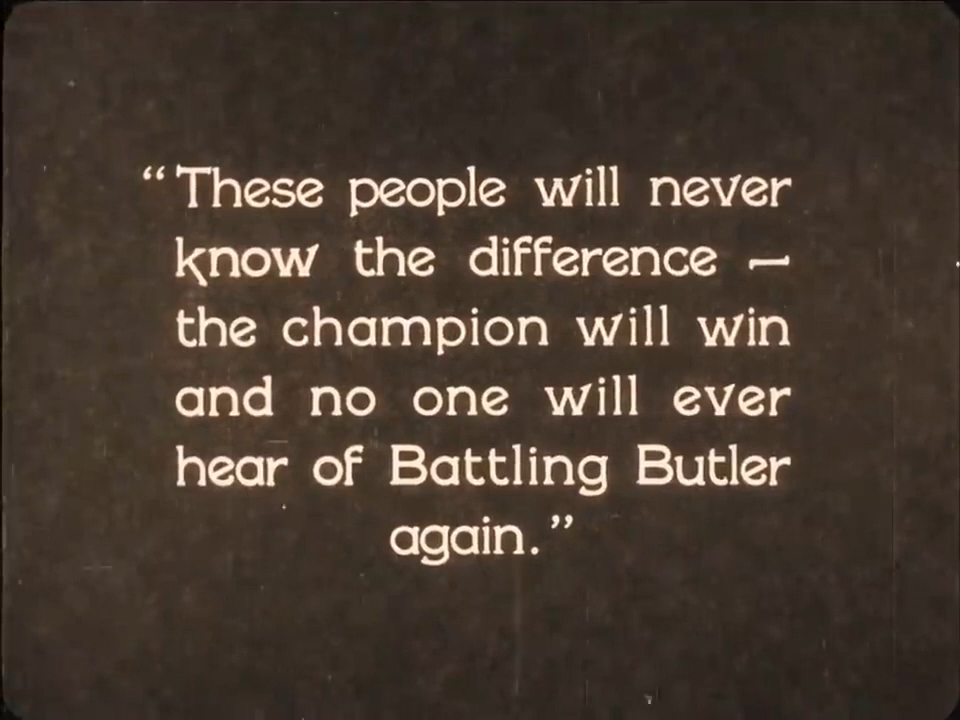 “These people will never
know the difference —
the champion will win
and no one will ever
hear of Battling Butler
again.”